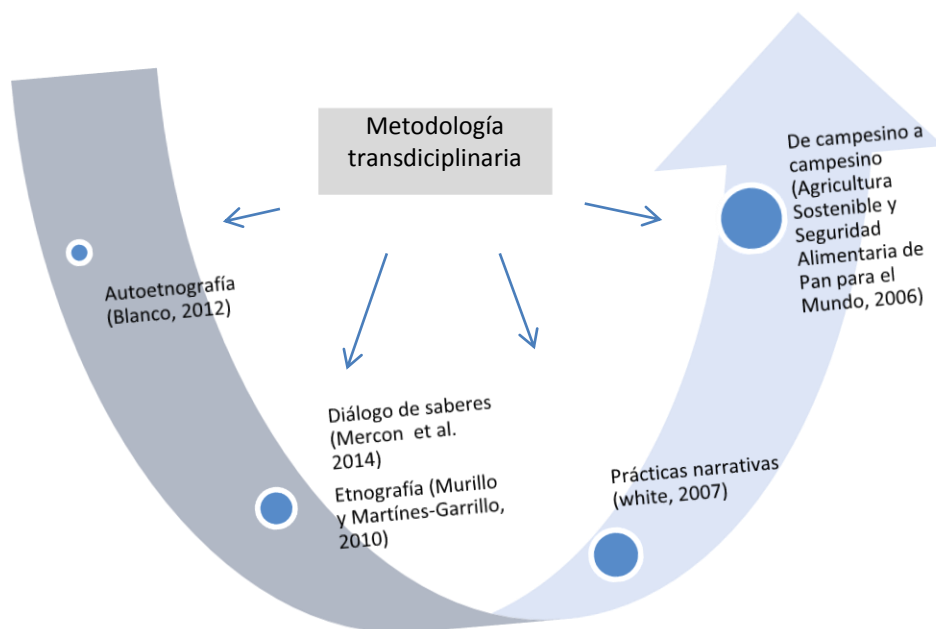 Metodología
transdiciplinaria
Autoetnografía
(Blanco, 2012)
Diálogo de saberes
(Mercon et al.
2014)
Etnografía (Murillo
y Martínes-Garrillo,
2010)
Prácticas narrativas
(white, 2007)
De campesino a
campesino
(Agricultura
Sostenible y
Seguridad
Alimentaria de
Pan para el
Mundo, 2006)